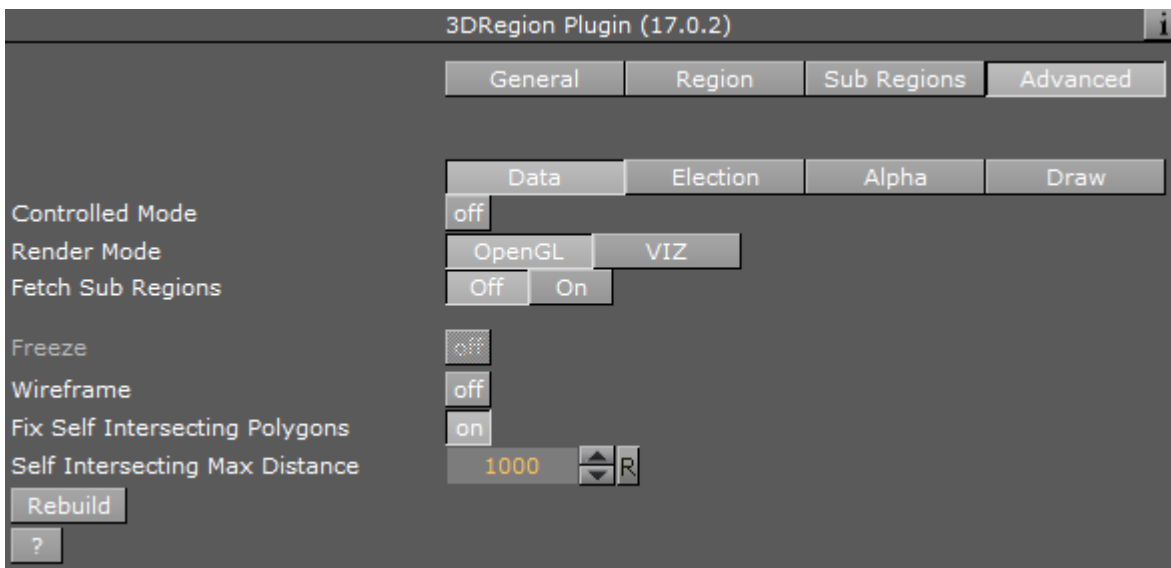 3DRegion Plugin (17.0.2) i
General Region Sub Regions Advanced
Data Election Alpha Draw
Controlled Mode off
Render Mode OpenGL VIZ
Fetch Sub Regions Off On
Freeze off
Wireframe off
Fix Self Intersecting Polygons on
Self Intersecting Max Distance 1000 R
Rebuild
?